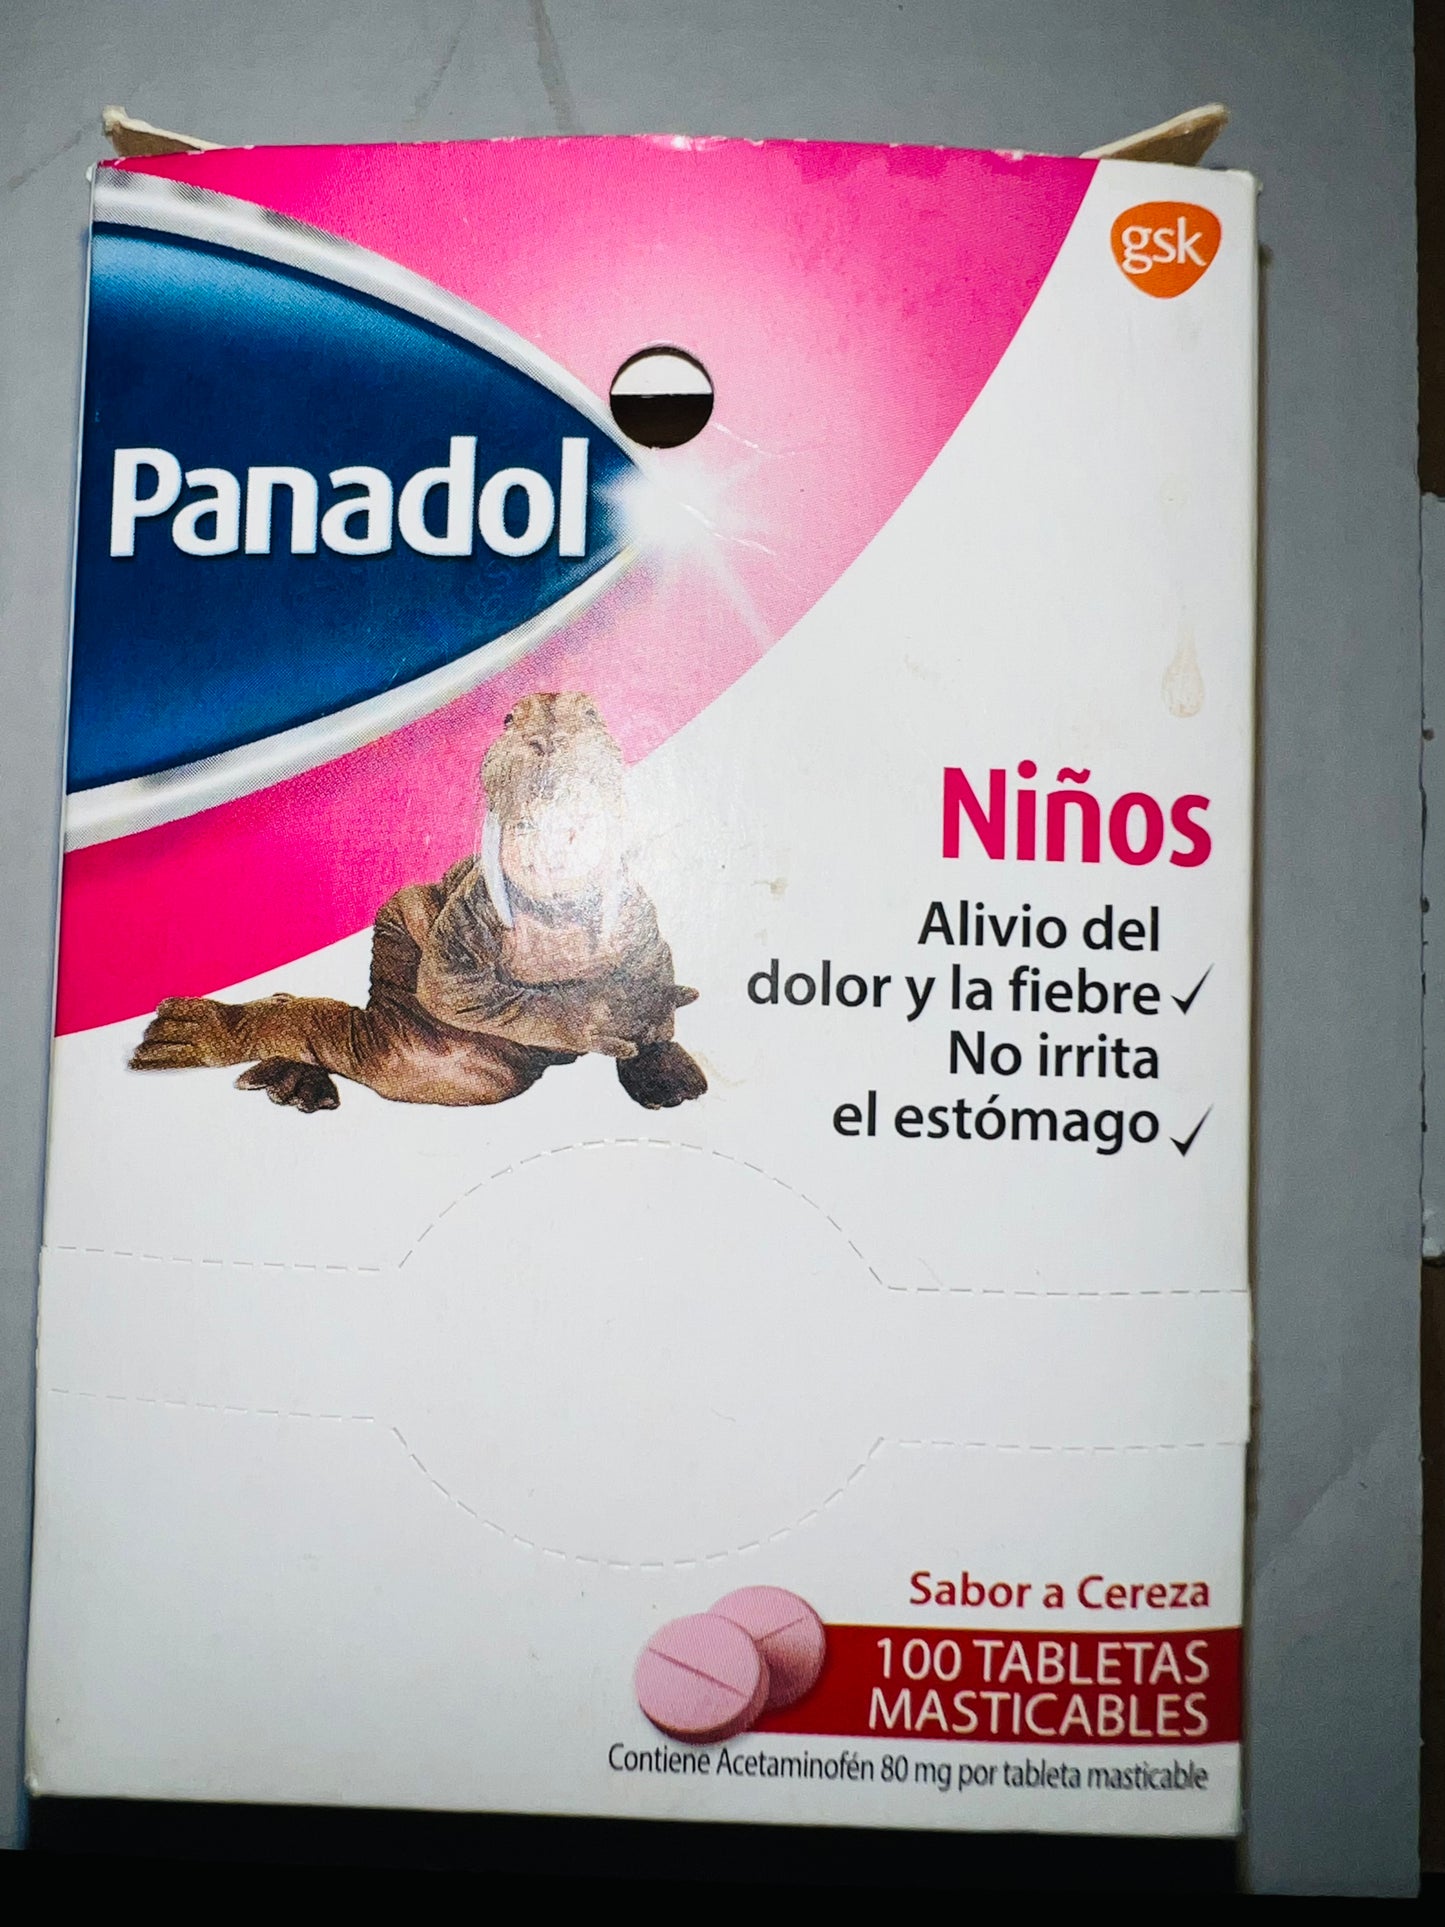 gsk
Panadol
Niños
Alivio del
dolor y la fiebre ✓
No irrita
el estómago ✓
Sabor a Cereza
100 TABLETAS
MASTICABLES
Contiene Acetaminofén 80 mg por tableta masticable